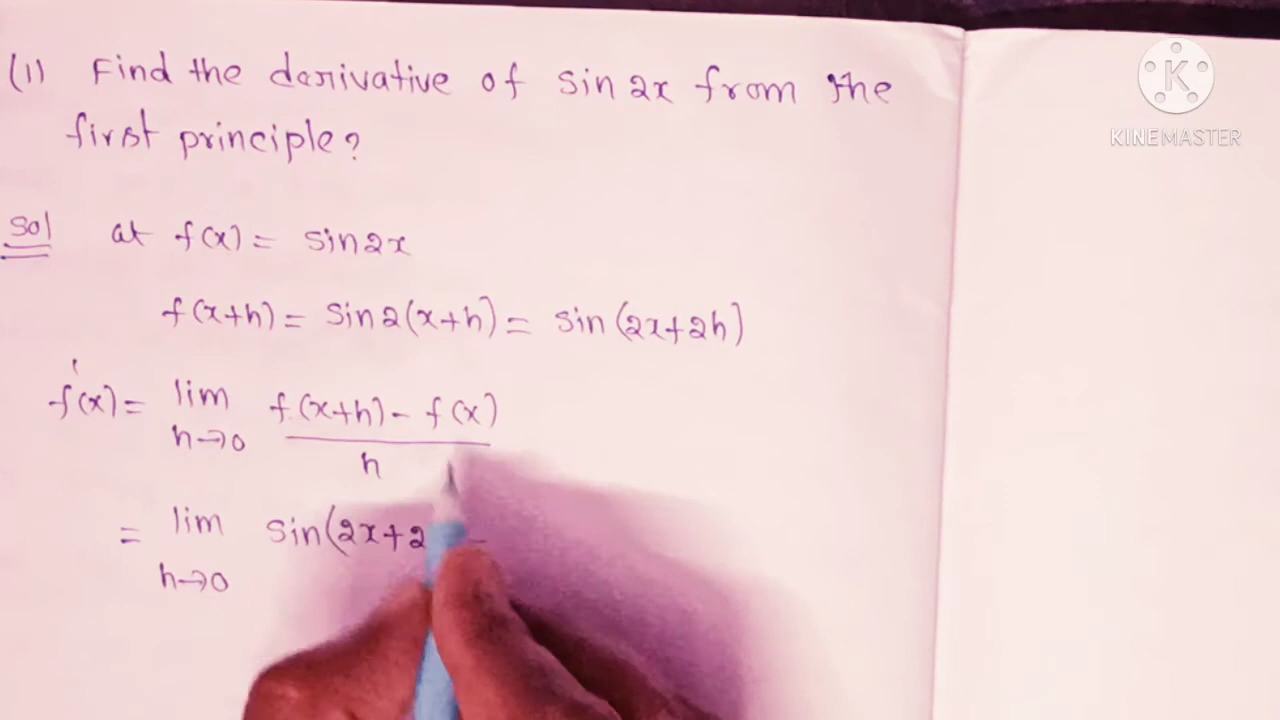 (1) Find the derivative of sin 2x from the
first principle?
Sol at f(x) = sin2x
f(x+h) = sin2(x+h) = sin(2x+2h)
f'(x) = lim h→0 f(x+h) - f(x)
h
= lim h→0 sin(2x+2 -
K
KINEMASTER